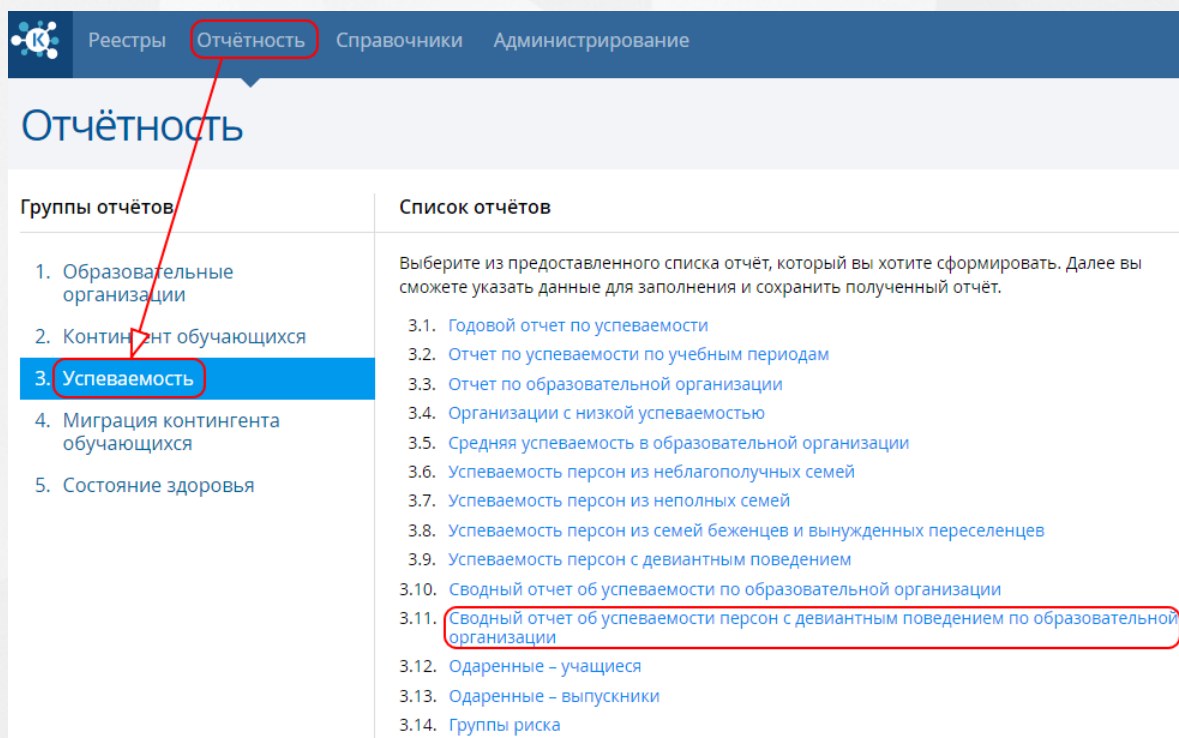 К Реестры Отчётность Справочники Администрирование
Отчётность
Группы отчётов
1. Образовательные
организации
2. Контингент обучающихся
3. Успеваемость
4. Миграция контингента
обучающихся
5. Состояние здоровья
Список отчётов
Выберите из предоставленного списка отчёт, который вы хотите сформировать. Далее вы
сможете указать данные для заполнения и сохранить полученный отчёт.
3.1. Годовой отчет по успеваемости
3.2. Отчет по успеваемости по учебным периодам
3.3. Отчет по образовательной организации
3.4. Организации с низкой успеваемостью
3.5. Средняя успеваемость в образовательной организации
3.6. Успеваемость персон из неблагополучных семей
3.7. Успеваемость персон из неполных семей
3.8. Успеваемость персон из семей беженцев и вынужденных переселенцев
3.9. Успеваемость персон с девиантным поведением
3.10. Сводный отчет об успеваемости по образовательной организации
3.11. Сводный отчет об успеваемости персон с девиантным поведением по образовательной
организации
3.12. Одаренные – учащиеся
3.13. Одаренные – выпускники
3.14. Группы риска